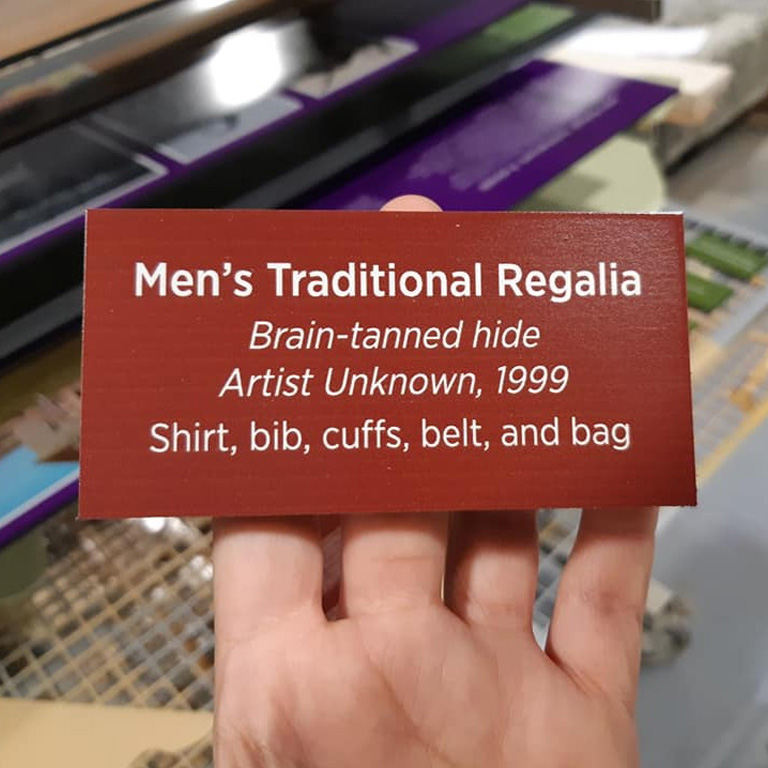 Men's Traditional Regalia
Brain-tanned hide
Artist Unknown, 1999
Shirt, bib, cuffs, belt, and bag